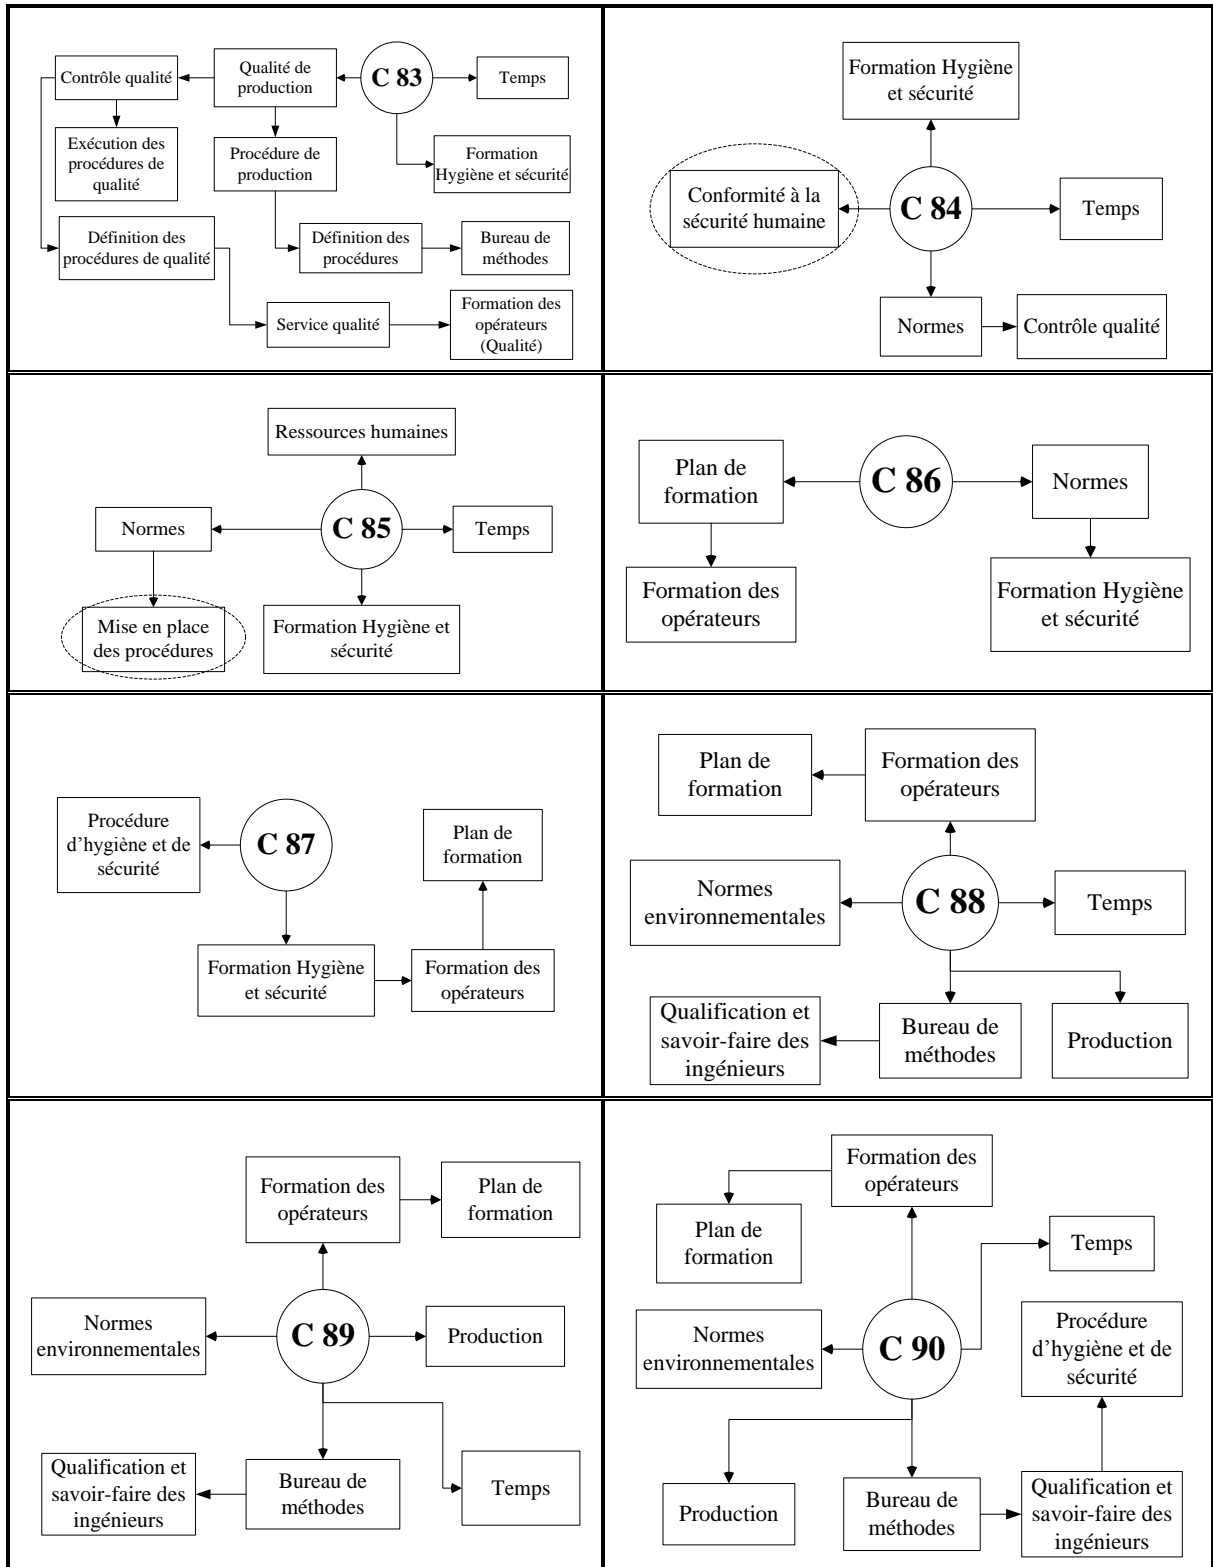 Contrôle qualité
Qualité de
production
C 83
Temps
Exécution des
procédures de
qualité
Procédure de
production
Formation
Hygiène et sécurité
Définition des
procédures de qualité
Définition des
procédures
Bureau de
méthodes
Service qualité
Formation des
opérateurs
(Qualité)
Formation Hygiène
et sécurité
Conformité à la
sécurité humaine
C 84
Temps
Normes
Contrôle qualité
Ressources humaines
Normes
C 85
Temps
Mise en place
des procédures
Formation Hygiène et
sécurité
Plan de
formation
C 86
Normes
Formation des
opérateurs
Formation Hygiène
et sécurité
Procédure
d’hygiène et de
sécurité
C 87
Plan de
formation
Formation Hygiène
et sécurité
Formation des
opérateurs
Plan de
formation
Formation des
opérateurs
Normes
environnementales
C 88
Temps
Qualification et
savoir-faire des
ingénieurs
Bureau de
méthodes
Production
Formation des
opérateurs
Plan de
formation
Normes
environnementales
C 89
Production
Qualification et
savoir-faire des
ingénieurs
Bureau de
méthodes
Temps
Formation des
opérateurs
Plan de
formation
Temps
Normes
environnementales
C 90
Procédure
d’hygiène et de
sécurité
Production
Bureau de
méthodes
Qualification et
savoir-faire des
ingénieurs